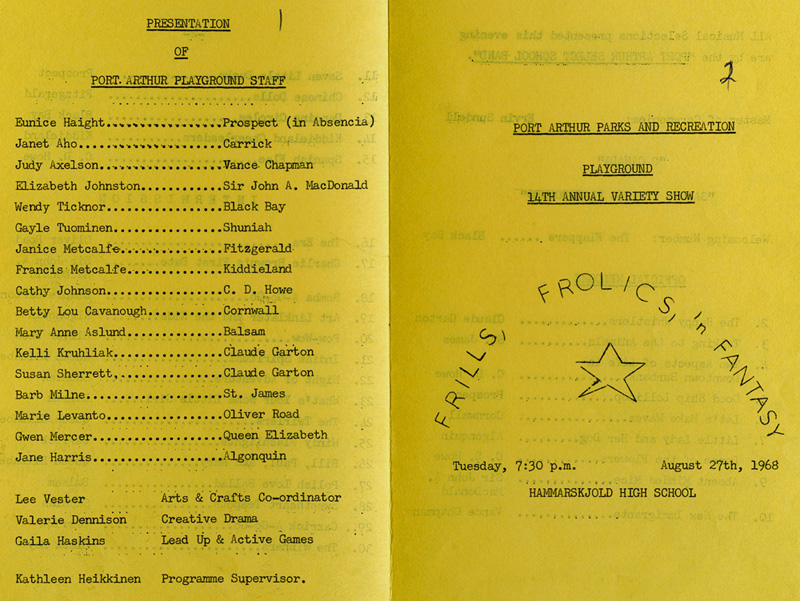 PRESENTATION
OF
PORT ARTHUR PLAYGROUND STAFF
Eunice Haight..................Prospect (in Absencia)
Janet Aho......................Carrick
Judy Axelson...................Vance Chapman
Elizabeth Johnston............Sir John A. MacDonald
Wendy Ticknor..................Black Bay
Gayle Tuominen.................Shuniah
Janice Metcalfe................Fitzgerald
Francis Metcalfe...............Kiddieland
Cathy Johnson..................C. D. Howe
Betty Lou Cavanough...........Cornwall
Mary Anne Aslund...............Balsam
Kelli Kruhliak.................Claude Garton
Susan Sherrett,................Claude Garton
Barb Milne.....................St. James
Marie Levanto..................Oliver Road
Gwen Mercer....................Queen Elizabeth
Jane Harris....................Algonquin
Lee Vester Arts & Crafts Co-ordinator
Valerie Dennison Creative Drama
Gaila Haskins Lead Up & Active Games
Kathleen Heikkinen Programme Supervisor.
2
PORT ARTHUR PARKS AND RECREATION
PLAYGROUND
14TH ANNUAL VARIETY SHOW
FRILLS, FROLICS, in FANTASY
Tuesday, 7:30 p.m. August 27th, 1968
HAMMARSKJOLD HIGH SCHOOL